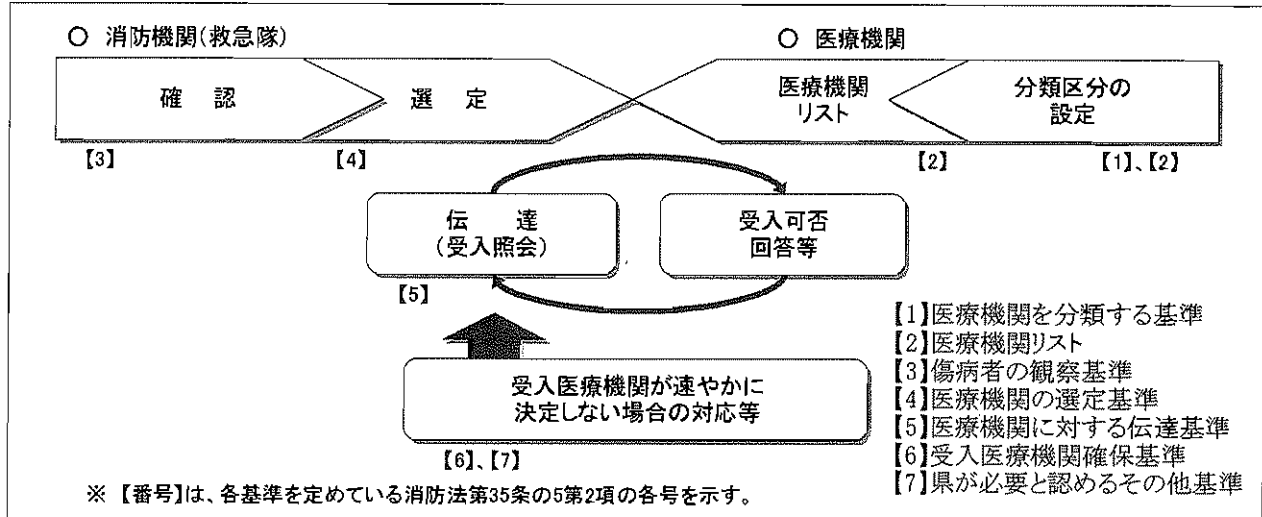 ○ 消防機関(救急隊)
○ 医療機関
確 認
選 定
医療機関
リスト
分類区分の
設定
【3】
【4】
【2】
【1】、【2】
伝 達
(受入照会)
受入可否
回答等
【5】
受入医療機関が速やかに
決定しない場合の対応等
【6】、【7】
【1】医療機関を分類する基準
【2】医療機関リスト
【3】傷病者の観察基準
【4】医療機関の選定基準
【5】医療機関に対する伝達基準
【6】受入医療機関確保基準
【7】県が必要と認めるその他基準
※ 【番号】は、各基準を定めている消防法第35条の5第2項の各号を示す。